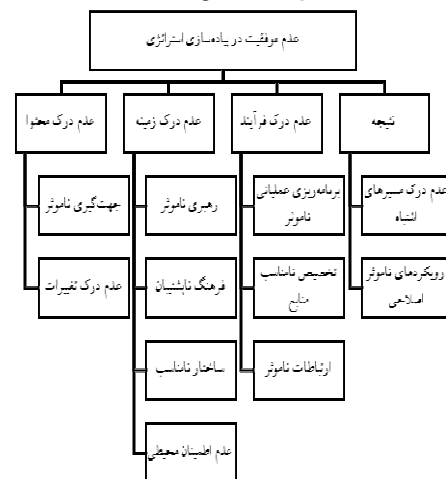 عدم موفقیت در پیاده‌سازی استراتژی
عدم درک محتوا
عدم درک زمینه
عدم درک فرآیند
نتیجه
جهت‌گیری ناموثر
رهبری ناموثر
برنامه‌ریزی عملیاتی
ناموثر
عدم درک مسیرهای
اشتباه
عدم درک تغییرات
فرهنگ ناپشتیبان
تخصیص نامناسب
منابع
رویکردهای ناموثر
اصلاحی
ساختار نامناسب
ارتباطات ناموثر
عدم اطمینان محیطی